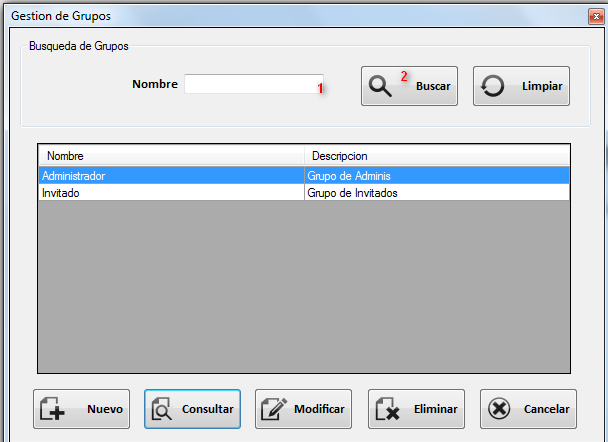 Gestion de Grupos
Busqueda de Grupos
Nombre 1 2 Buscar Limpiar
Nombre Descripcion
Administrador Grupo de Adminis
Invitado Grupo de Invitados
Nuevo Consultar Modificar Eliminar Cancelar